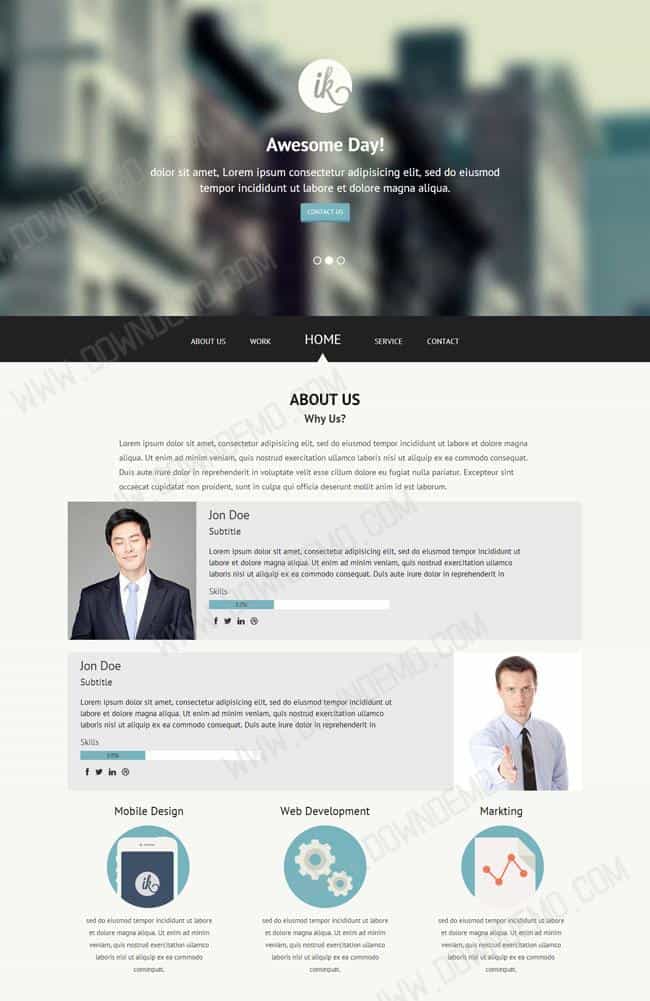 ik
Awesome Day!
dolor sit amet, Lorem ipsum consectetur adipisicing elit, sed do eiusmod
tempor incididunt ut labore et dolore magna aliqua.
CONTACT US
ABOUT US WORK HOME SERVICE CONTACT
ABOUT US
Why Us?
Lorem ipsum dolor sit amet, consectetur adipisicing elit, sed do eiusmod tempor incididunt ut labore et dolore magna
aliqua. Ut enim ad minim veniam, quis nostrud exercitation ullamco laboris nisi ut aliquip ex ea commodo consequat.
Duis aute irure dolor in reprehenderit in voluptate velit esse cillum dolore eu fugiat nulla pariatur. Excepteur sint
occaecat cupidatat non proident, sunt in culpa qui officia deserunt mollit anim id est laborum.
Jon Doe
Subtitle
Lorem ipsum dolor sit amet, consectetur adipisicing elit, sed do eiusmod tempor incididunt ut labore et
dolore magna aliqua. Ut enim ad minim veniam, quis nostrud exercitation ullamco
laboris nisi ut aliquip ex ea commodo consequat. Duis aute irure dolor in reprehenderit in
Skills
Jon Doe
Subtitle
Lorem ipsum dolor sit amet, consectetur adipisicing elit, sed do eiusmod tempor incididunt ut labore et
dolore magna aliqua. Ut enim ad minim veniam, quis nostrud exercitation ullamco
laboris nisi ut aliquip ex ea commodo consequat. Duis aute irure dolor in reprehenderit in
Skills
Mobile Design Web Development Markting
ik
sed do eiusmod tempor incididunt ut labore sed do eiusmod tempor incididunt ut labore sed do eiusmod tempor incididunt ut labore
et dolore magna aliqua. Ut enim ad minim et dolore magna aliqua. Ut enim ad minim et dolore magna aliqua. Ut enim ad minim
veniam, quis nostrud exercitation ullamco veniam, quis nostrud exercitation ullamco veniam, quis nostrud exercitation ullamco
laboris nisi ut aliquip ex ea commodo laboris nisi ut aliquip ex ea commodo laboris nisi ut aliquip ex ea commodo
consequat. consequat. consequat.
WWW.DOWNDEMO.COM